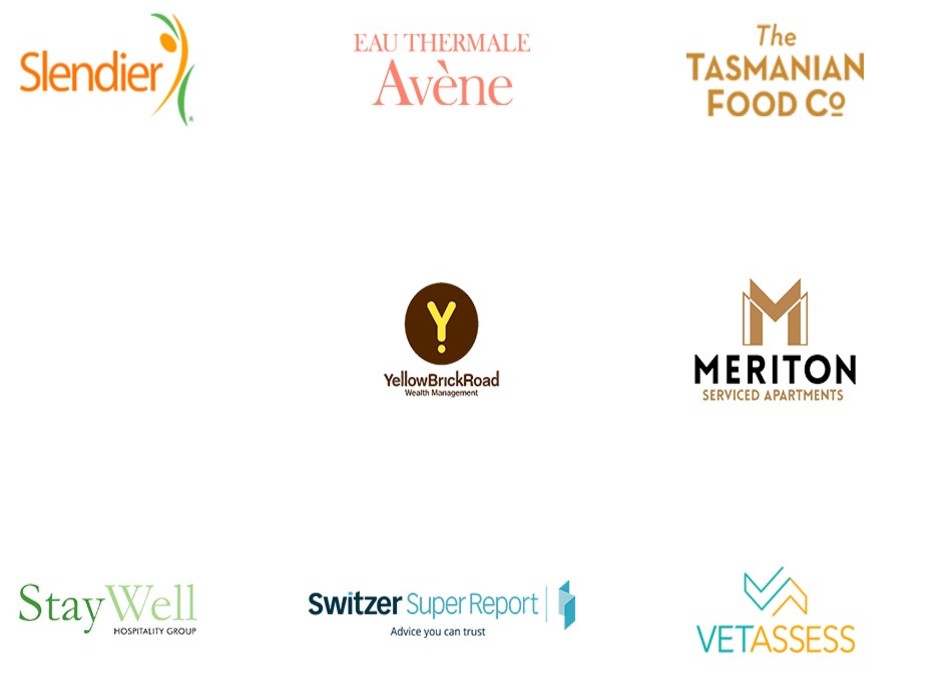 Slendier
EAU THERMALE
Avène
The
TASMANIAN
FOOD Co
Y
YellowBrickRoad
Wealth Management
M
MERITON
SERVICED APARTMENTS
StayWell
HOSPITALITY GROUP
Switzer Super Report
Advice you can trust
VETASSESS